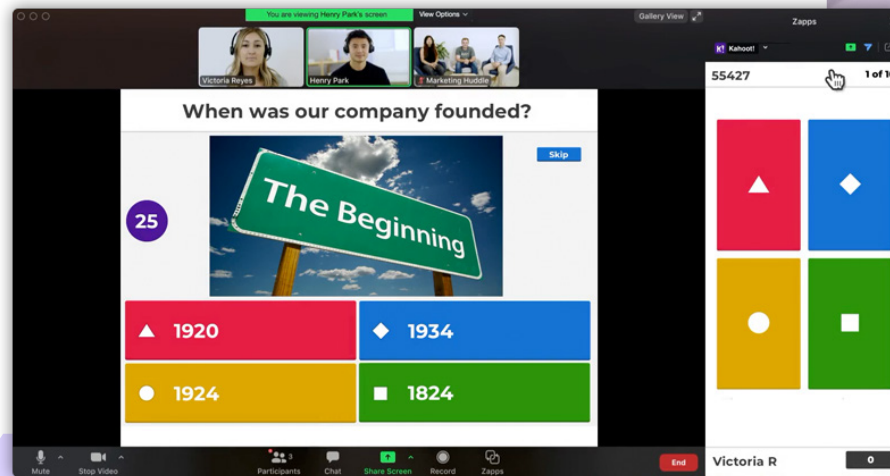 You are viewing Henry Park's screen
View Options
Gallery View
Zapps
Victoria Reyes
Henry Park
Marketing Huddle
K! Kahoot!
55427
1 of 10
When was our company founded?
Skip
25
The Beginning
1920
1934
1924
1824
Mute
Stop Video
3
Participants
Chat
Share Screen
Record
Zapps
End
Victoria R
0